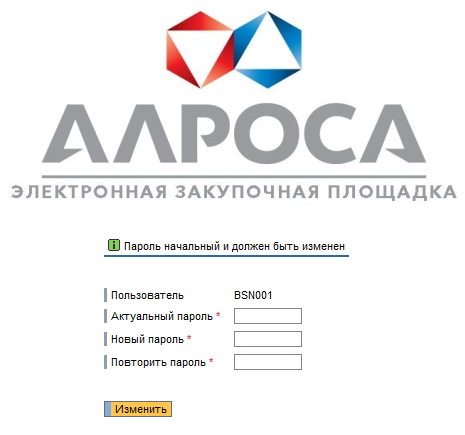 АЛРОСА
ЭЛЕКТРОННАЯ ЗАКУПОЧНАЯ ПЛОЩАДКА
i Пароль начальный и должен быть изменен
Пользователь BSN001
Актуальный пароль *
Новый пароль *
Повторить пароль *
Изменить